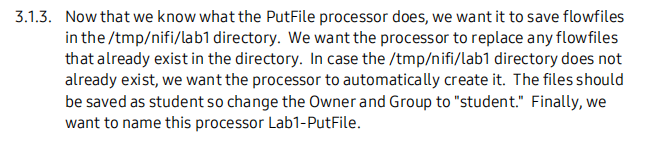 3.1.3. Now that we know what the PutFile processor does, we want it to save flowfiles
in the /tmp/nifi/lab1 directory. We want the processor to replace any flowfiles
that already exist in the directory. In case the /tmp/nifi/lab1 directory does not
already exist, we want the processor to automatically create it. The files should
be saved as student so change the Owner and Group to "student." Finally, we
want to name this processor Lab1-PutFile.